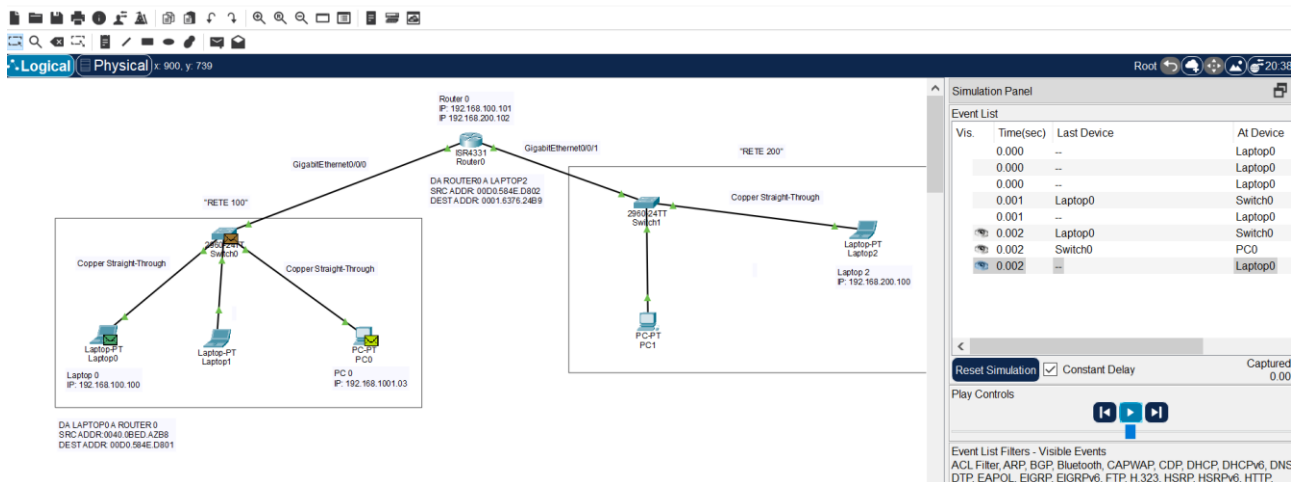 Logical Physical x: 900, y: 739 Root 20:38
Router 0
IP: 192.168.100.101
IP 192.168.200.102
ISR4331
Router0
GigabitEthernet0/0/0
GigabitEthernet0/0/1
DA ROUTER0 A LAPTOP2
SRC ADDR: 00D0.584E.D802
DEST ADDR: 0001.6376.24B9
"RETE 100"
2960-24TT
Switch0
Copper Straight-Through
Copper Straight-Through
Laptop-PT
Laptop0
Laptop-PT
Laptop1
PC-PT
PC0
Laptop 0
IP: 192.168.100.100
PC 0
IP: 192.168.1001.03
DA LAPTOP0 A ROUTER 0
SRC ADDR:0040.0BED.AZB8
DEST ADDR: 00D0.584E.D801
"RETE 200"
2960-24TT
Switch1
Copper Straight-Through
Laptop-PT
Laptop2
Laptop 2
IP: 192.168.200.100
PC-PT
PC1
Simulation Panel
Event List
Vis. Time(sec) Last Device At Device
0.000 -- Laptop0
0.000 -- Laptop0
0.000 -- Laptop0
0.001 Laptop0 Switch0
0.001 -- Laptop0
0.002 Laptop0 Switch0
0.002 Switch0 PC0
0.002 -- Laptop0
Reset Simulation Constant Delay Captured
0.00
Play Controls
Event List Filters - Visible Events
ACL Filter, ARP, BGP, Bluetooth, CAPWAP, CDP, DHCP, DHCPv6, DNS
DTP, EAPOL, EIGRP, EIGRPv6, FTP, H.323, HSRP, HSRPv6, HTTP,